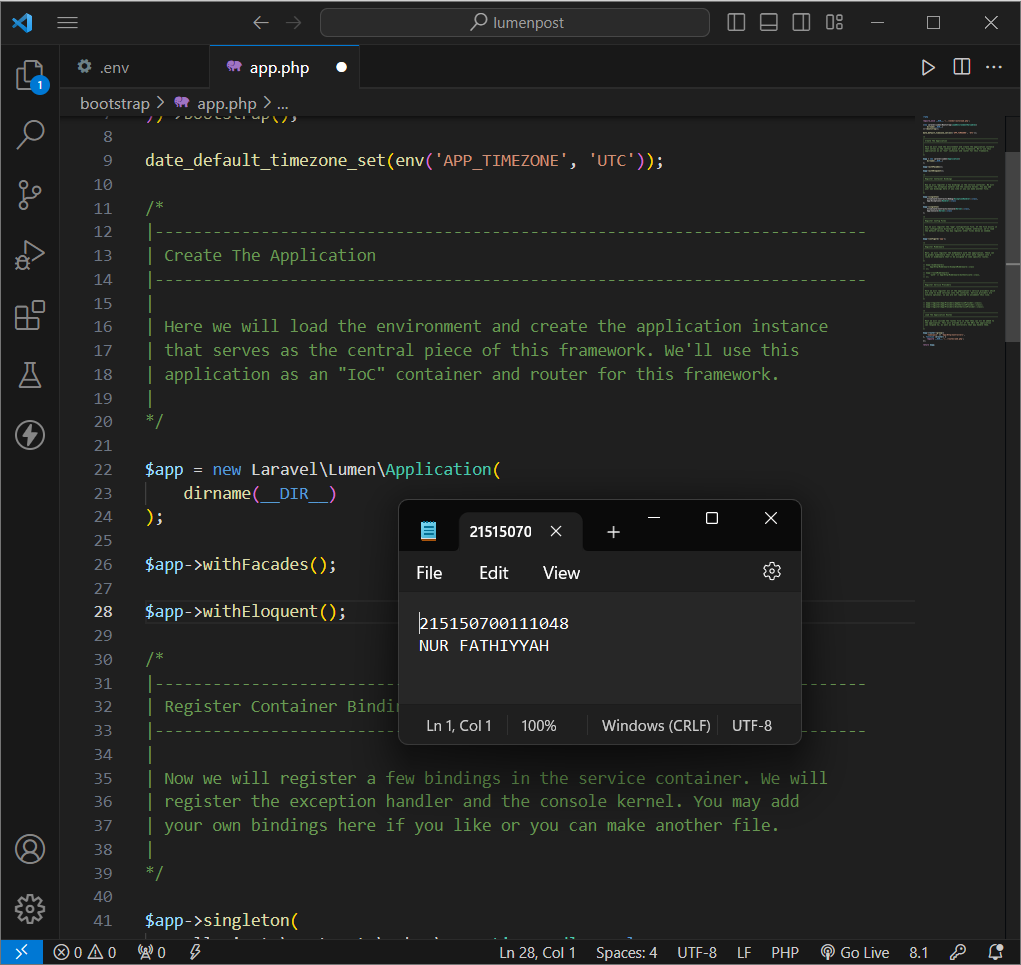 lumenpost
.env
app.php
1
bootstrap > app.php > ...
8
9 date_default_timezone_set(env('APP_TIMEZONE', 'UTC'));
10
11 /*
12 |--------------------------------------------------------------------------
13 | Create The Application
14 |--------------------------------------------------------------------------
15 |
16 | Here we will load the environment and create the application instance
17 | that serves as the central piece of this framework. We'll use this
18 | application as an "IoC" container and router for this framework.
19 |
20 */
21
22 $app = new Laravel\Lumen\Application(
23 dirname(__DIR__)
24 );
25
26 $app->withFacades();
27
28 $app->withEloquent();
29
30 /*
31 |--------------------------------------------------------------------------
32 | Register Container
33 |--------------------------------------------------------------------------
34 |
35 | Now we will register a few bindings in the service container. We will
36 | register the exception handler and the console kernel. You may add
37 | your own bindings here if you like or you can make another file.
38 |
39 */
40
41 $app->singleton(
21515070
File Edit View
215150700111048
NUR FATHIYYAH
Ln 1, Col 1 100% Windows (CRLF) UTF-8
0 0 0 Ln 28, Col 1 Spaces: 4 UTF-8 LF PHP Go Live 8.1